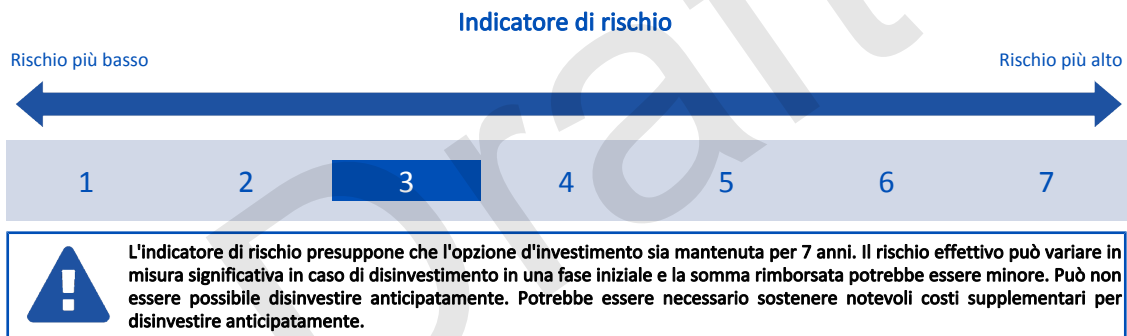 Indicatore di rischio
Rischio più basso Rischio più alto
1 2 3 4 5 6 7
L'indicatore di rischio presuppone che l'opzione d'investimento sia mantenuta per 7 anni. Il rischio effettivo può variare in
misura significativa in caso di disinvestimento in una fase iniziale e la somma rimborsata potrebbe essere minore. Può non
essere possibile disinvestire anticipatamente. Potrebbe essere necessario sostenere notevoli costi supplementari per
disinvestire anticipatamente.
Draft